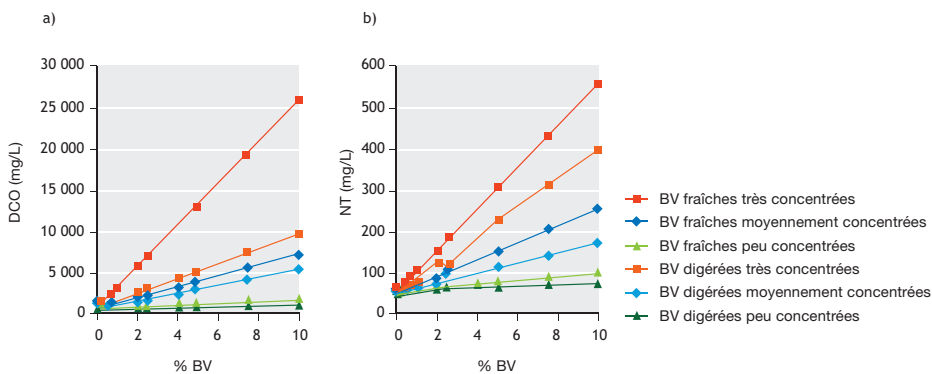 a)
30 000
25 000
20 000
15 000
10 000
5 000
0
DCO (mg/L)
0 2 4 6 8 10
% BV
b)
600
500
400
300
200
100
0
NT (mg/L)
0 2 4 6 8 10
% BV
BV fraîches très concentrées
BV fraîches moyennement concentrées
BV fraîches peu concentrées
BV digérées très concentrées
BV digérées moyennement concentrées
BV digérées peu concentrées